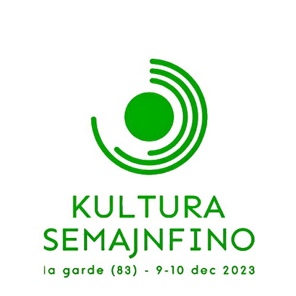 KULTURA
SEMAJNFINO
la garde (83) - 9-10 dec 2023